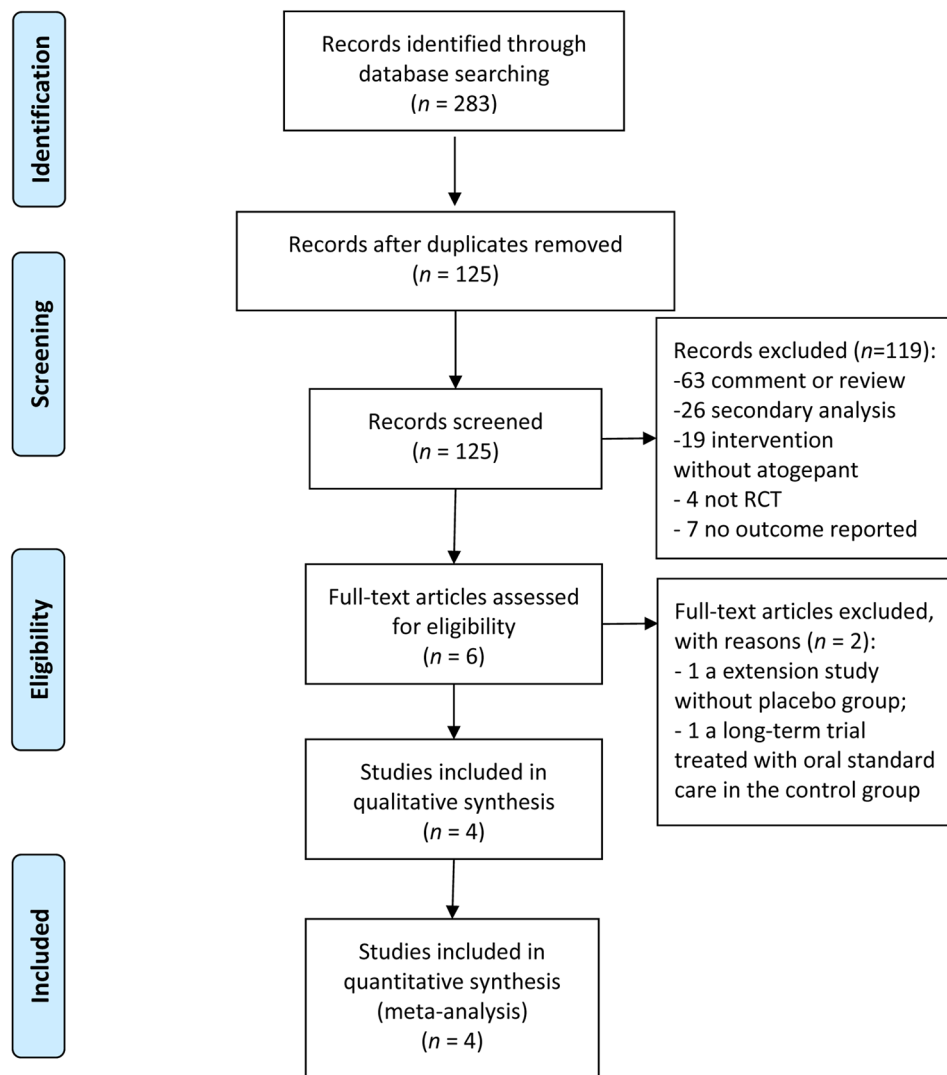 Identification
Records identified through
database searching
(n = 283)
Records after duplicates removed
(n = 125)
Screening
Records screened
(n = 125)
Records excluded (n=119):
-63 comment or review
-26 secondary analysis
-19 intervention
without atogepant
- 4 not RCT
- 7 no outcome reported
Eligibility
Full-text articles assessed
for eligibility
(n = 6)
Full-text articles excluded,
with reasons (n = 2):
- 1 a extension study
without placebo group;
- 1 a long-term trial
treated with oral standard
care in the control group
Studies included in
qualitative synthesis
(n = 4)
Included
Studies included in
quantitative synthesis
(meta-analysis)
(n = 4)